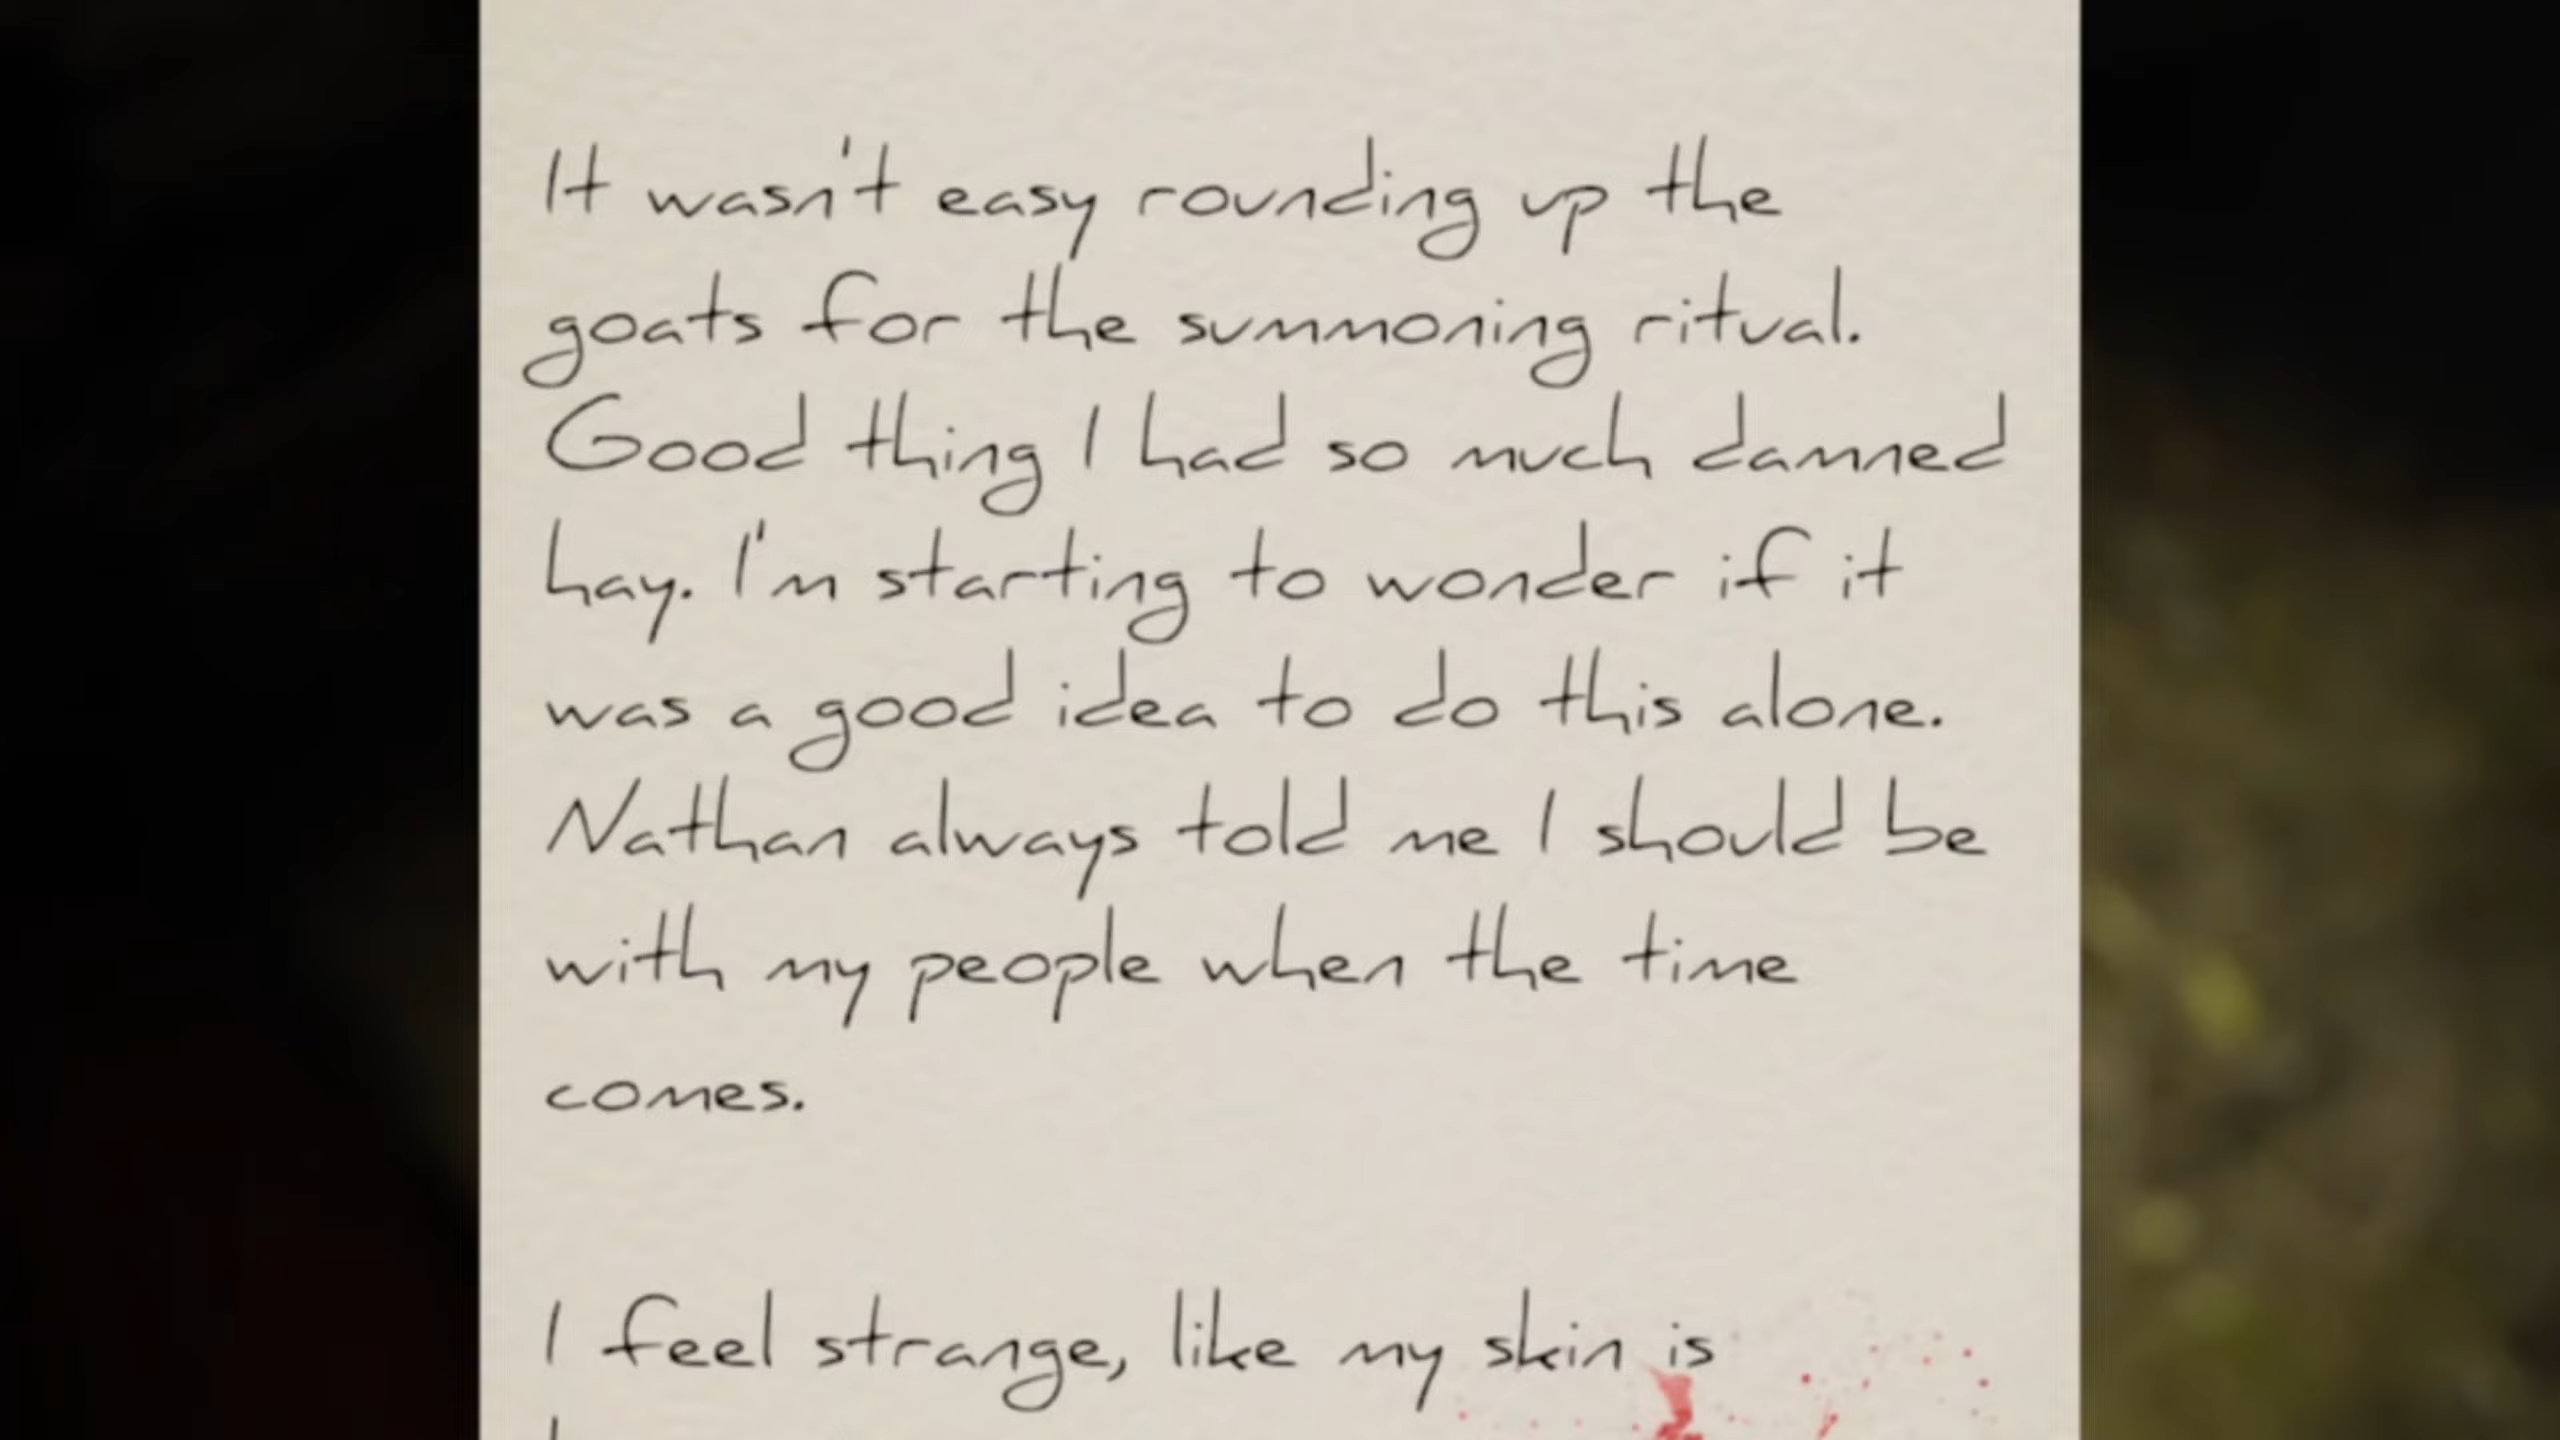 It wasn't easy rounding up the
goats for the summoning ritual.
Good thing I had so much damned
hay. I'm starting to wonder if it
was a good idea to do this alone.
Nathan always told me I should be
with my people when the time
comes.
I feel strange, like my skin is